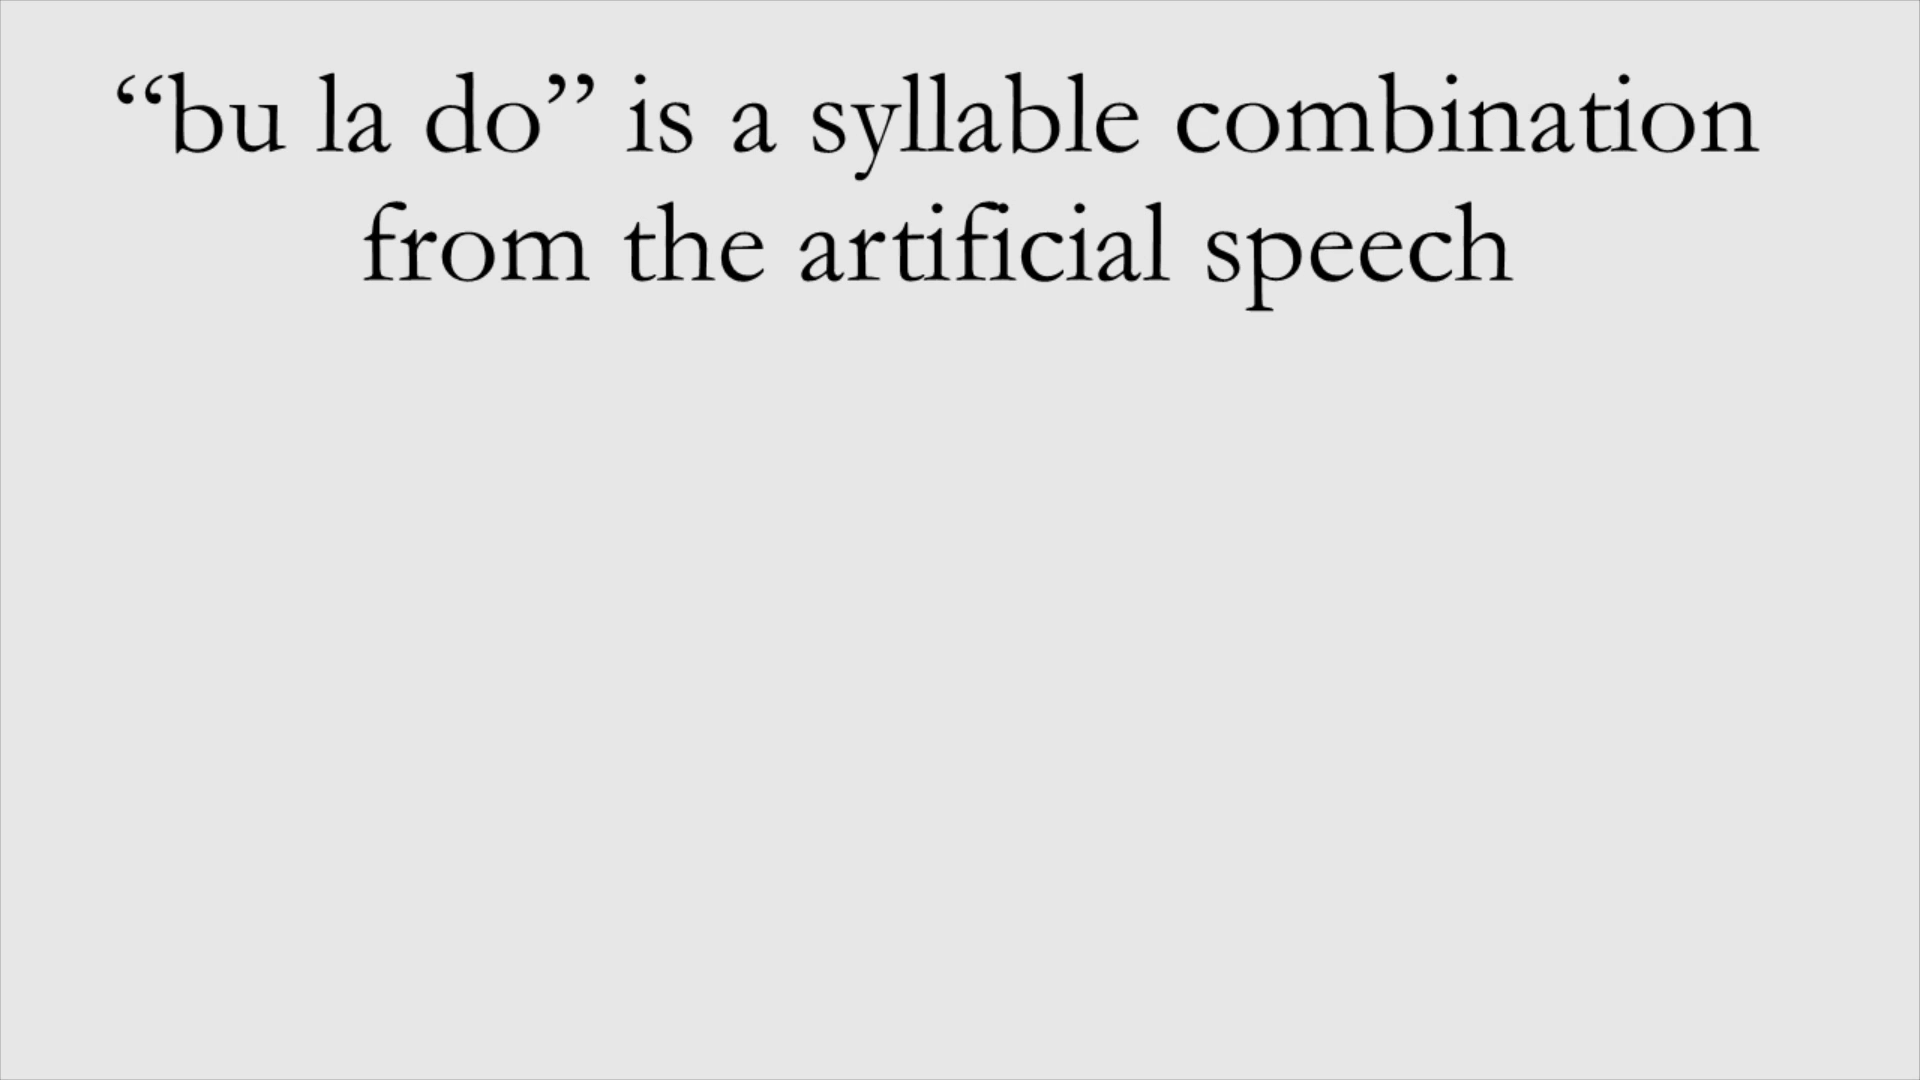 “bu la do” is a syllable combination
from the artificial speech